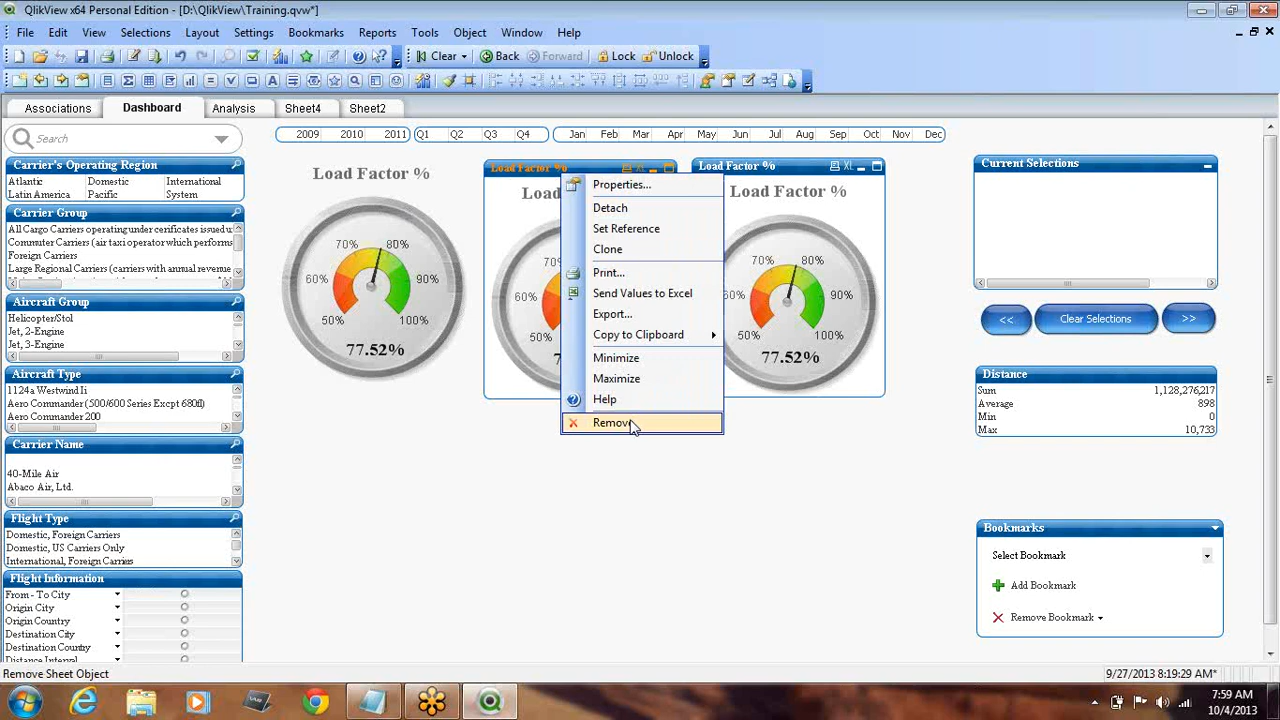 QlikView x64 Personal Edition - [D:\QlikView\Training.qvw*]
File Edit View Selections Layout Settings Bookmarks Reports Tools Object Window Help
Clear Back Forward Lock Unlock
Associations Dashboard Analysis Sheet4 Sheet2
Search
2009 2010 2011 Q1 Q2 Q3 Q4 Jan Feb Mar Apr May Jun Jul Aug Sep Oct Nov Dec
Carrier's Operating Region
Atlantic Domestic International
Latin America Pacific System
Carrier Group
All Cargo Carriers operating under certificates issued u
Commuter Carriers (air taxi operator which performs
Foreign Carriers
Large Regional Carriers (carriers with annual revenue
Aircraft Group
Helicopter/Stol
Jet, 2-Engine
Jet, 3-Engine
Aircraft Type
1124a Westwind Ii
Aero Commander (500/600 Series Excpt 680fl)
Aero Commander 200
Carrier Name
40-Mile Air
Abaco Air, Ltd.
Flight Type
Domestic, Foreign Carriers
Domestic, US Carriers Only
International, Foreign Carriers
Flight Information
From - To City
Origin City
Origin Country
Destination City
Destination Country
Distance Interval
Load Factor %
70% 80%
60% 90%
50% 100%
77.52%
Load Factor %
Load
70%
60%
50%
Properties...
Detach
Set Reference
Clone
Print...
Send Values to Excel
Export...
Copy to Clipboard
Minimize
Maximize
Help
Remove
Load Factor % XL
Load Factor %
70% 80%
90%
50% 100%
77.52%
Current Selections
<< Clear Selections >>
Distance
Sum 1,128,276,217
Average 898
Min 0
Max 10,733
Bookmarks
Select Bookmark
Add Bookmark
Remove Bookmark
Remove Sheet Object
9/27/2013 8:19:29 AM*
7:59 AM
10/4/2013